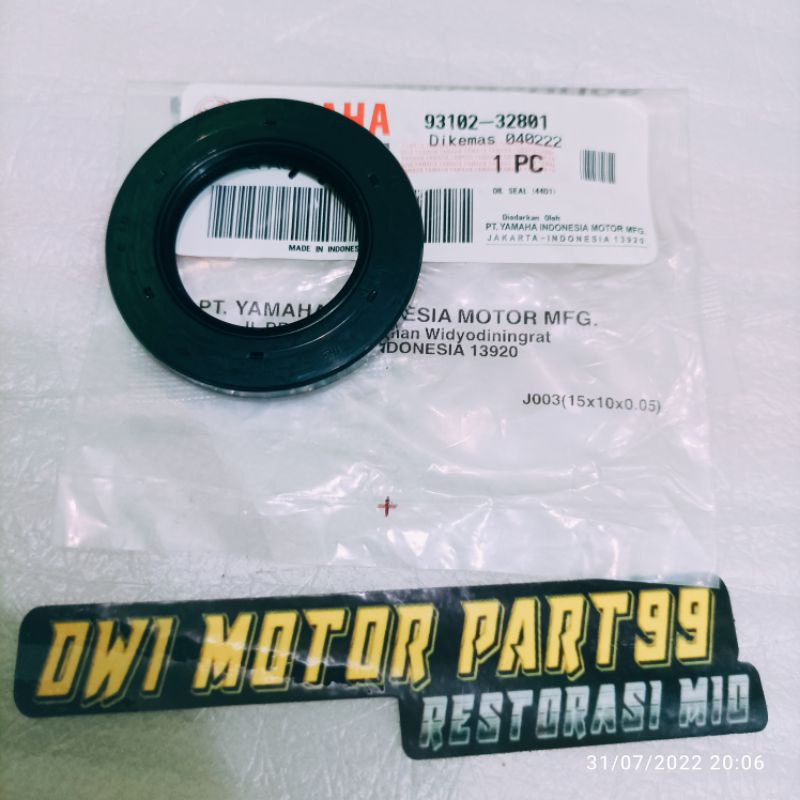 YAMAHA
93102-32801
Dikemas 040222
1 PC
OIL SEAL (44D1)
Diedarkan Oleh
PT. YAMAHA INDONESIA MOTOR MFG.
JAKARTA-INDONESIA 13920
MADE IN INDONES
PT. YAMAHA ESIA MOTOR MFG.
Widyodiningrat
NDONESIA 13920
J003(15x10x0.05)
DWI MOTOR PART99
RESTORASI MIO
31/07/2022 20:06